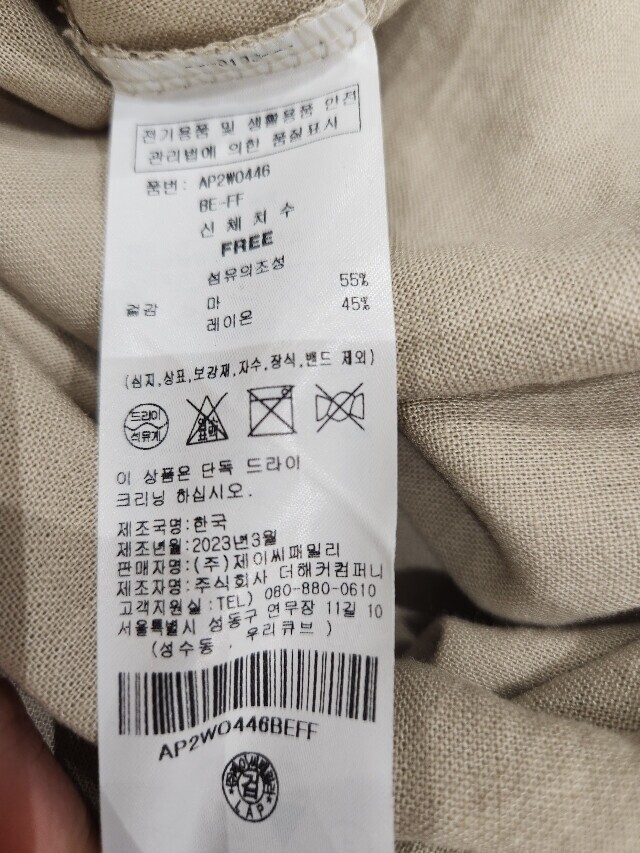 전기용품 및 생활용품 안전
관리법에 의한 품질표시
품번: AP2WO446
BE-FF
신 체 치 수
FREE
섬유의조성
겉감 마 55%
레이온 45%
(심지,상표,보강재,자수,장식,밴드 제외)
드라이
석유계
염소
표백
이 상품은 단독 드라이
크리닝 하십시오.
제조국명:한국
제조년월:2023년3월
판매자명:(주)제이씨패밀리
제조자명:주식회사 더해커컴퍼니
고객지원실:TEL) 080-880-0610
서울특별시 성동구 연무장 11길 10
(성수동, 우리큐브 )
AP2WO446BEFF
검
LAP